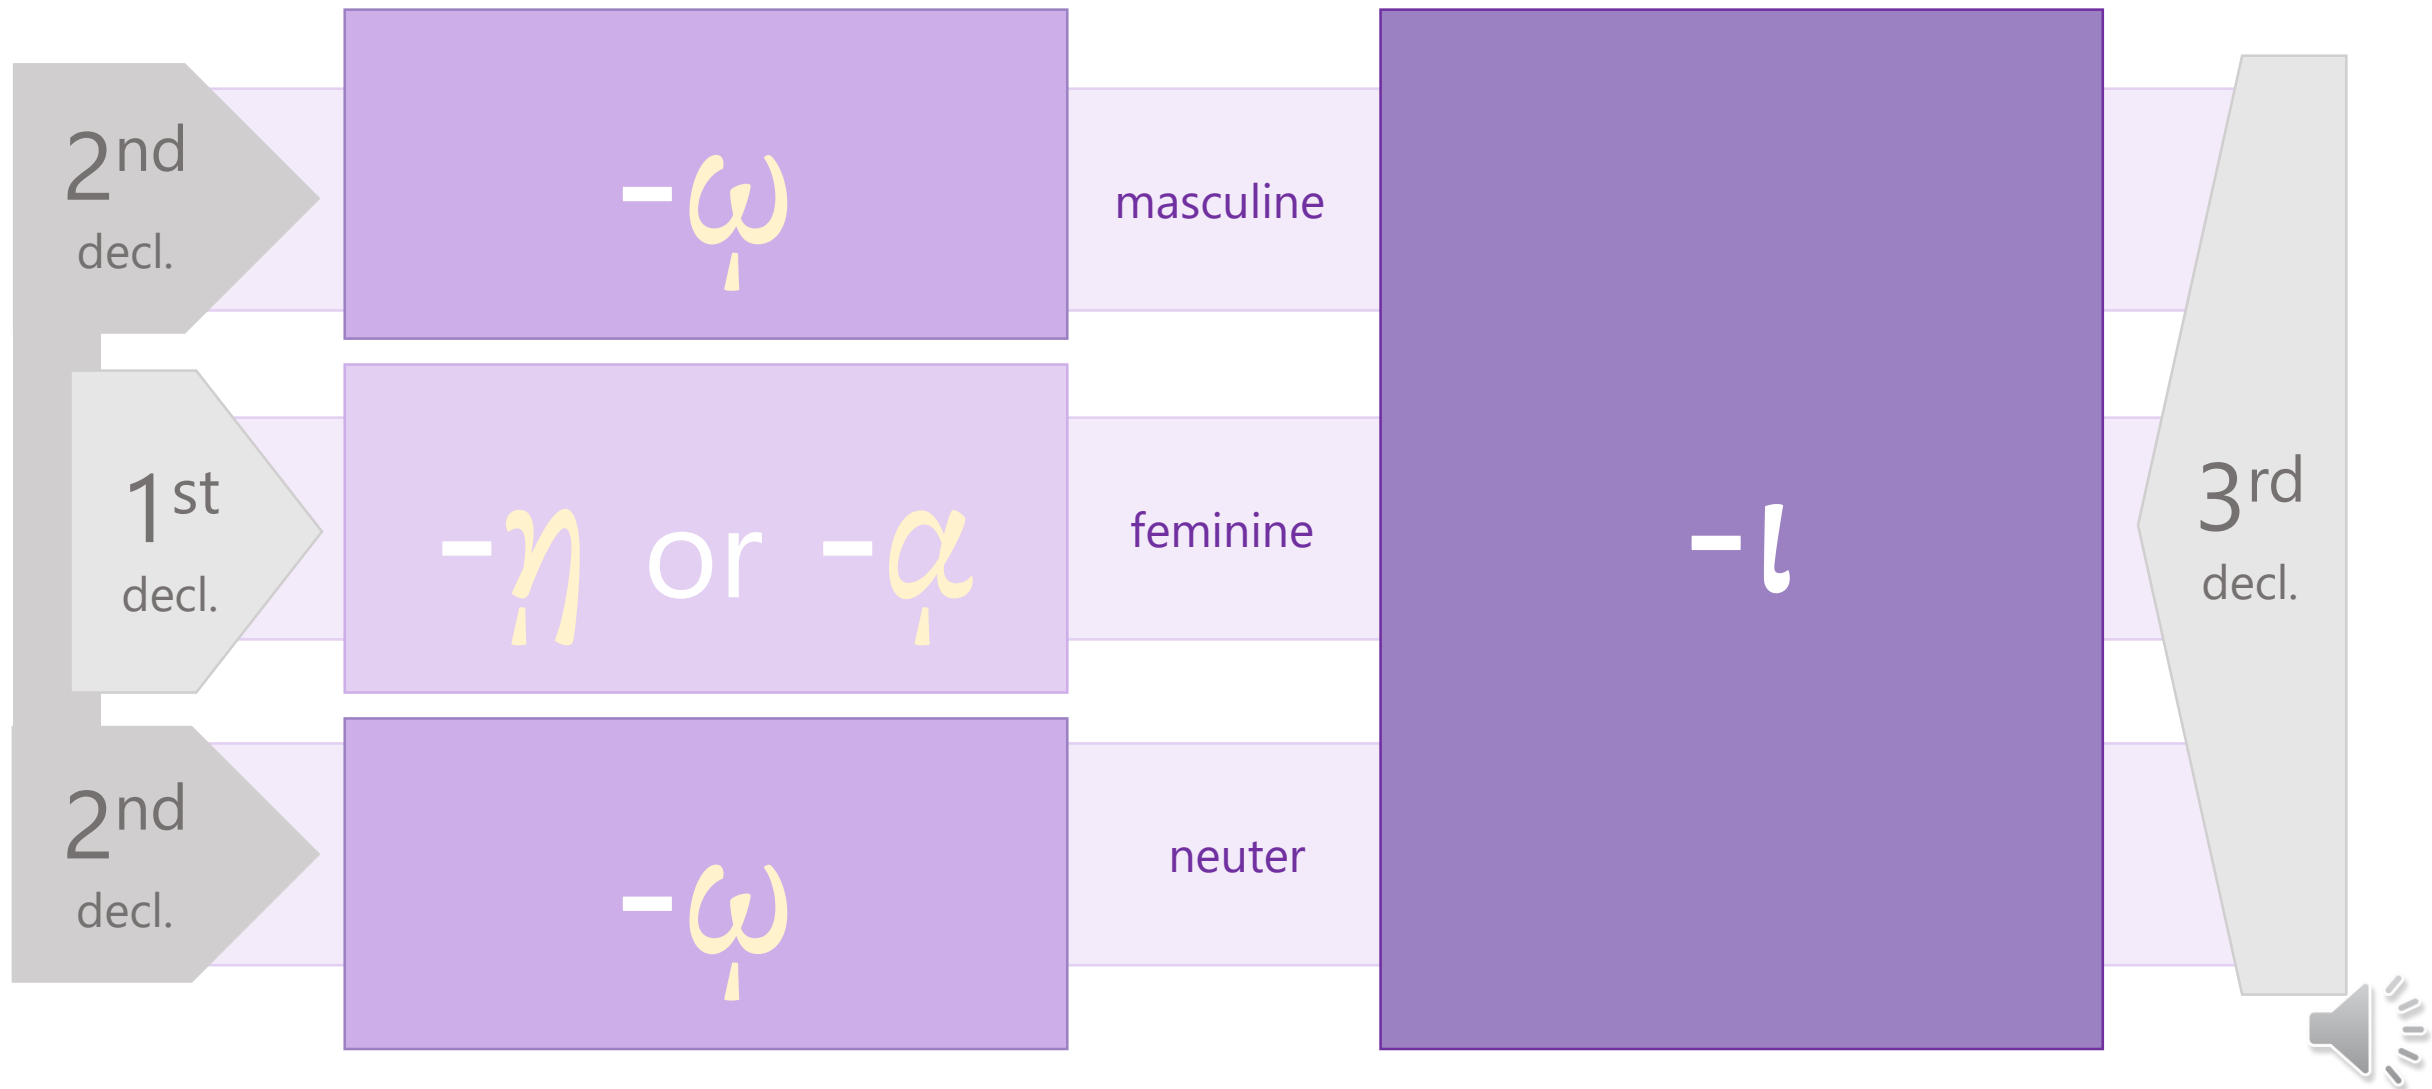 2nd
decl.
-ῳ
masculine
1st
decl.
-ῃ or -ᾳ
feminine
-ι
3rd
decl.
2nd
decl.
-ῳ
neuter